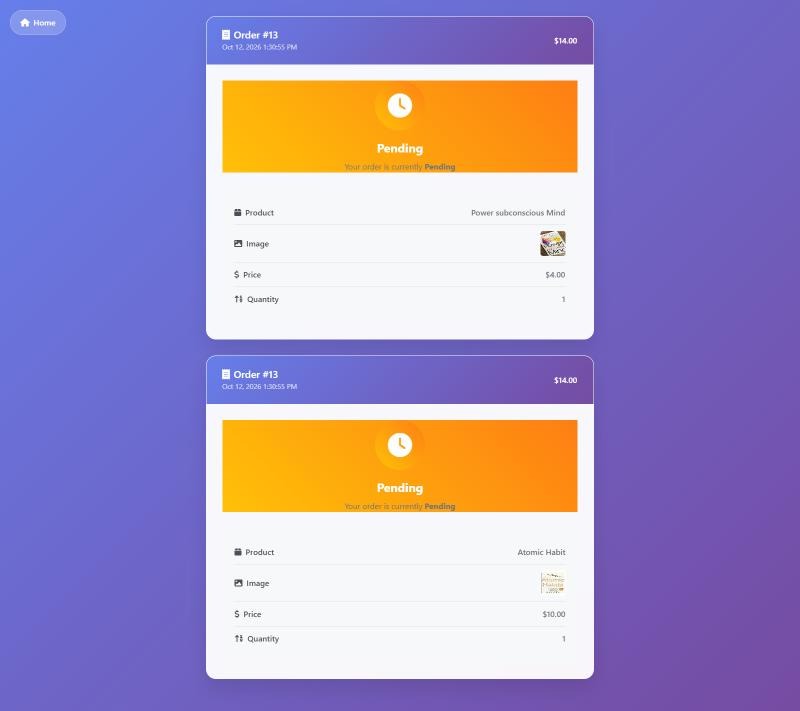 Home
Order #13
Oct 12, 2026 1:30:55 PM
$14.00
Pending
Your order is currently Pending
Product
Power subconscious Mind
Image
Price
$4.00
Quantity
1
Order #13
Oct 12, 2026 1:30:55 PM
$14.00
Pending
Your order is currently Pending
Product
Atomic Habit
Image
Price
$10.00
Quantity
1